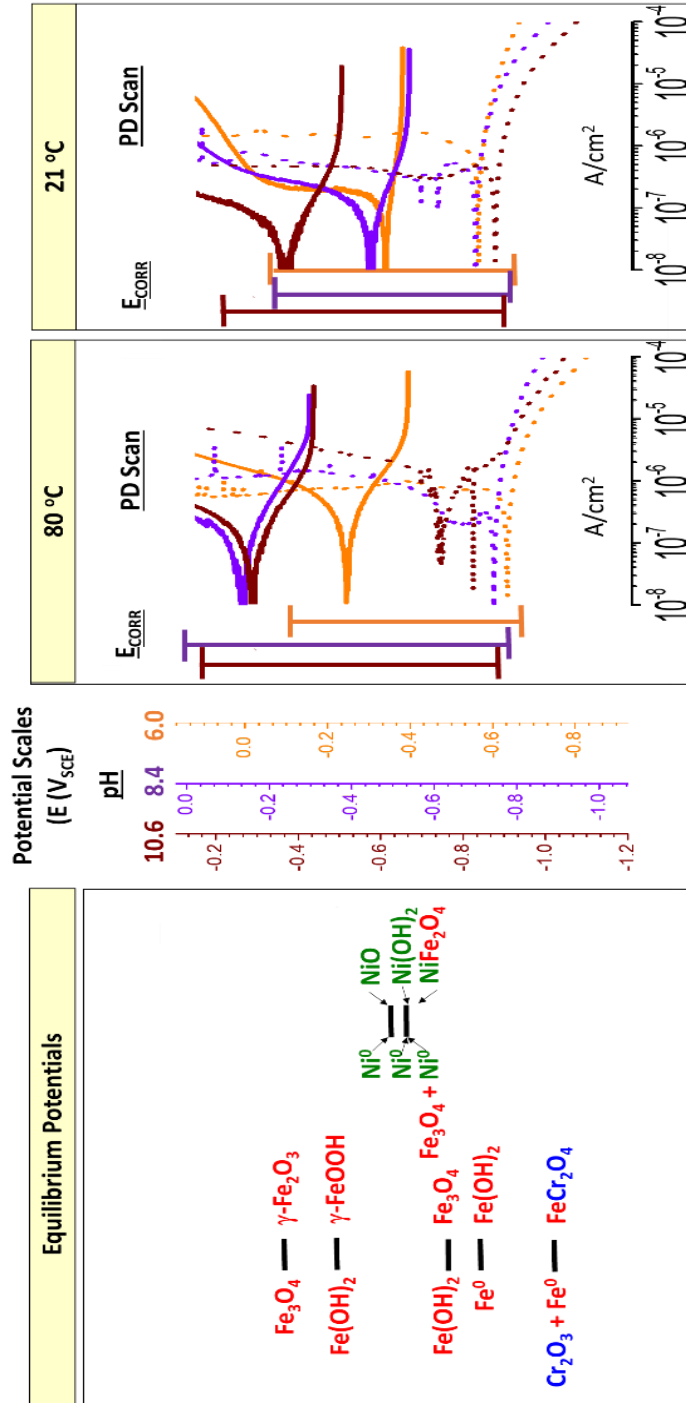 Equilibrium Potentials
Fe3O4 γ-Fe2O3
Fe(OH)2 γ-FeOOH
Ni⁰ NiO
Ni⁰ Ni(OH)2
Fe3O4 + Ni⁰ NiFe2O4
Fe(OH)2 Fe3O4
Fe⁰ Fe(OH)2
Cr2O3 + Fe⁰ FeCr2O4
Potential Scales
(E (VSCE)
pH
10.6 8.4 6.0
-0.2
-0.4
-0.6
-0.8
-1.0
-1.2
0.0
-0.2
-0.4
-0.6
-0.8
-1.0
0.0
-0.2
-0.4
-0.6
-0.8
80 ºC
ECORR PD Scan
10⁻⁸ 10⁻⁷ 10⁻⁶ 10⁻⁵ 10⁻⁴
A/cm²
21 ºC
ECORR PD Scan
10⁻⁸ 10⁻⁷ 10⁻⁶ 10⁻⁵ 10⁻⁴
A/cm²